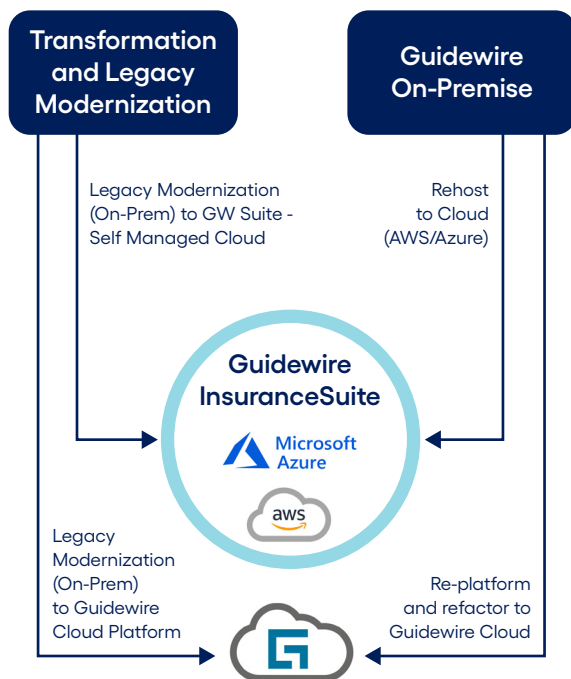 Transformation
and Legacy
Modernization
Guidewire
On-Premise
Legacy Modernization
(On-Prem) to GW Suite -
Self Managed Cloud
Rehost
to Cloud
(AWS/Azure)
Guidewire
InsuranceSuite
Microsoft
Azure
aws
Legacy
Modernization
(On-Prem)
to Guidewire
Cloud Platform
Re-platform
and refactor to
Guidewire Cloud